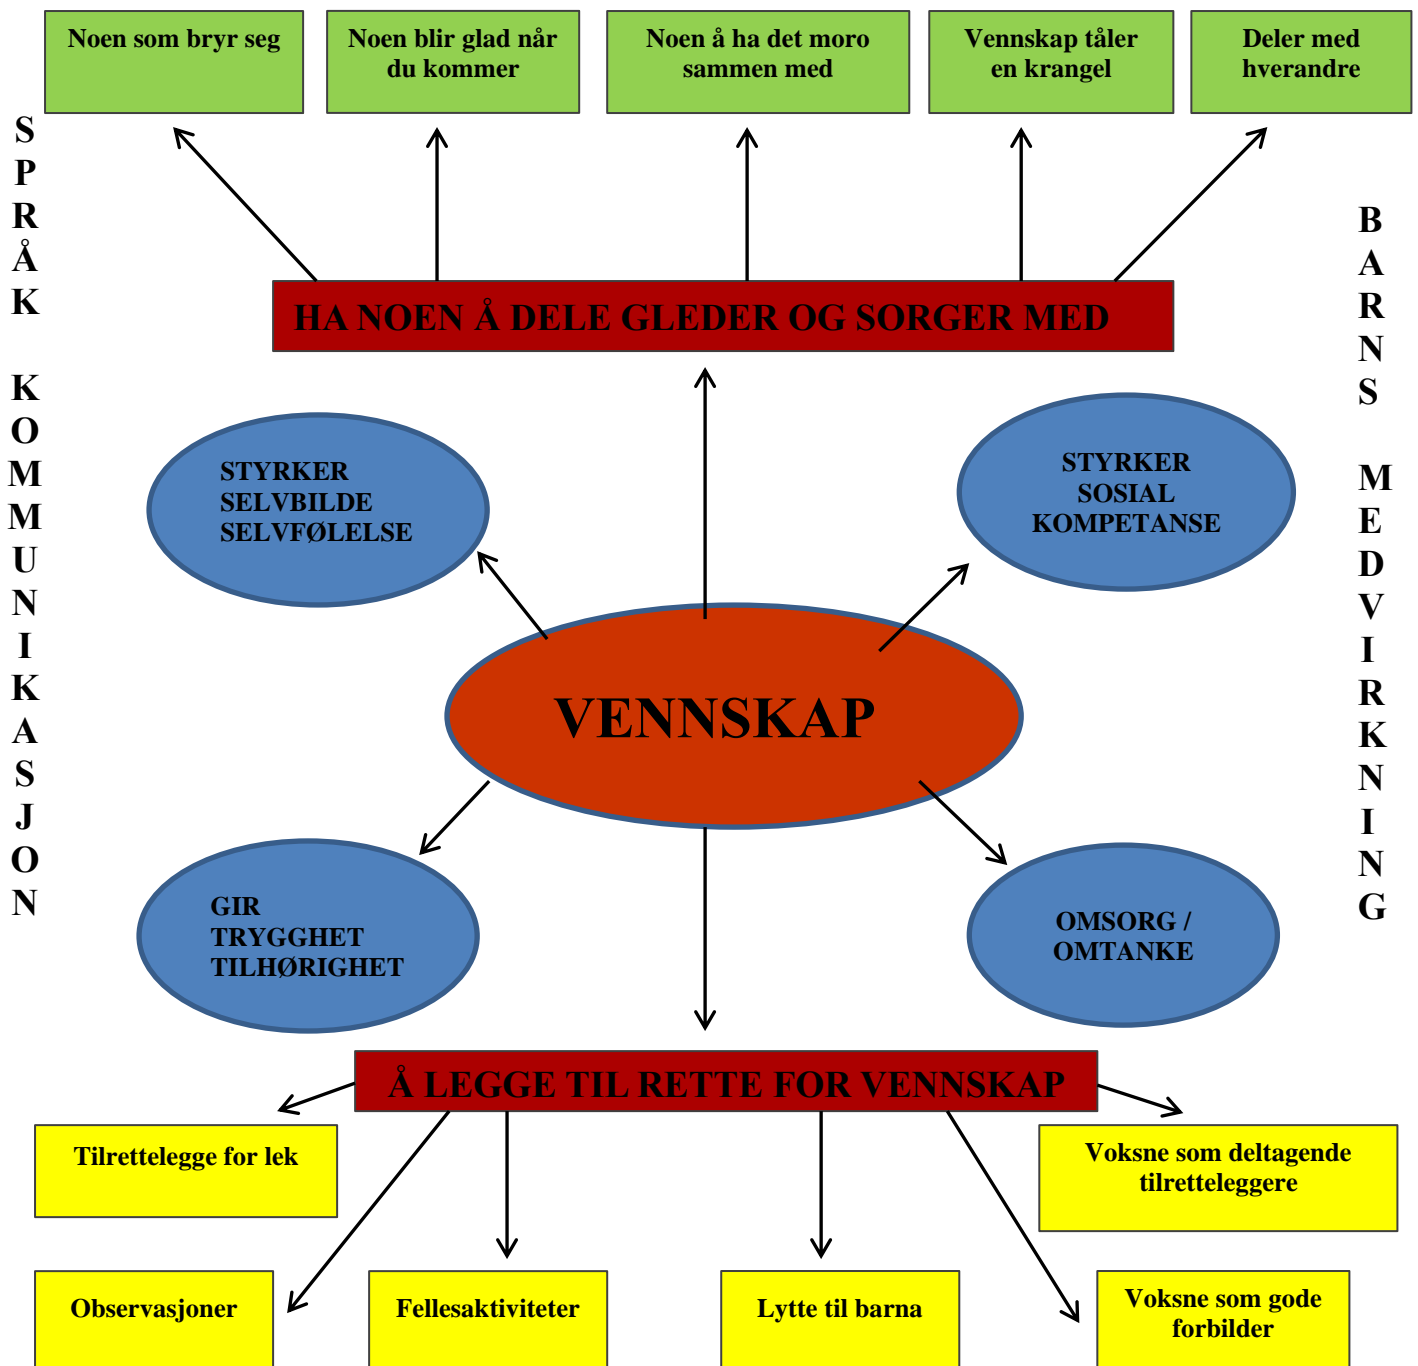 Noen som bryr seg
Noen blir glad når
du kommer
Noen å ha det moro
sammen med
Vennskap tåler
en krangel
Deler med
hverandre
SPRÅK KOMMUNIKASJON
BARNS MEDVIRKNING
HA NOEN Å DELE GLEDER OG SORGER MED
STYRKER
SELVBILDE
SELVFØLELSE
STYRKER
SOSIAL
KOMPETANSE
VENNSKAP
GIR
TRYGGHET
TILHØRIGHET
OMSORG /
OMTANKE
Å LEGGE TIL RETTE FOR VENNSKAP
Tilrettelegge for lek
Voksne som deltagende
tilretteleggere
Observasjoner
Fellesaktiviteter
Lytte til barna
Voksne som gode
forbilder